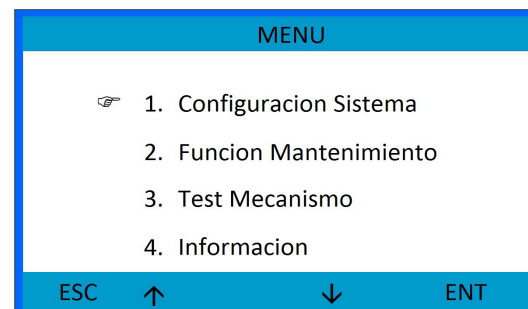 MENU
☞ 1. Configuracion Sistema
2. Funcion Mantenimiento
3. Test Mecanismo
4. Informacion
ESC ↑ ↓ ENT